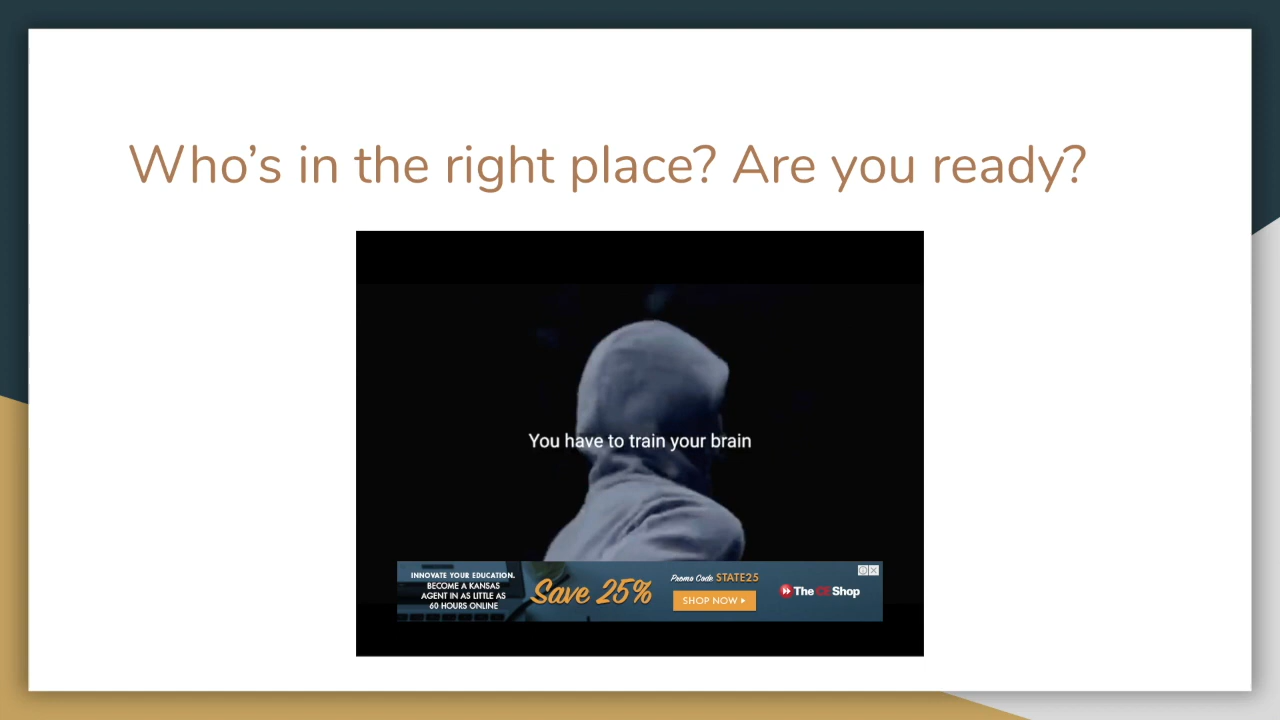 Who’s in the right place? Are you ready?
You have to train your brain
INNOVATE YOUR EDUCATION.
BECOME A KANSAS
AGENT IN AS LITTLE AS
60 HOURS ONLINE
Save 25%
Promo Code STATE25
SHOP NOW
The CE Shop